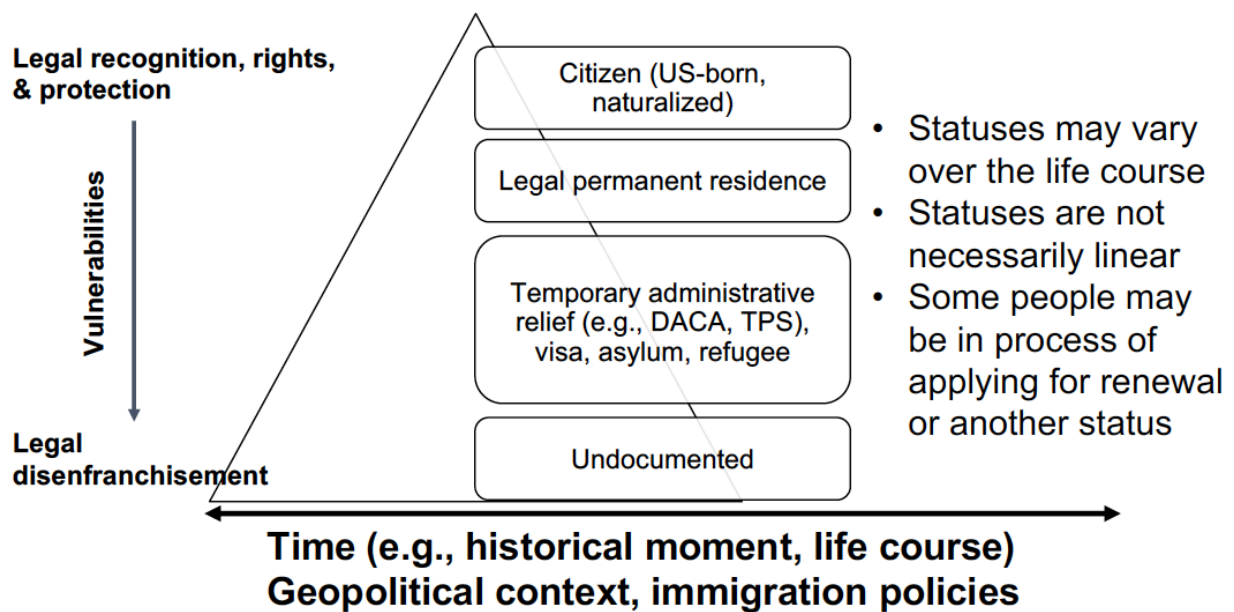 Legal recognition, rights,
& protection
Vulnerabilities
Legal
disenfranchisement
Citizen (US-born,
naturalized)
Legal permanent residence
Temporary administrative
relief (e.g., DACA, TPS),
visa, asylum, refugee
Undocumented
• Statuses may vary
over the life course
• Statuses are not
necessarily linear
• Some people may
be in process of
applying for renewal
or another status
Time (e.g., historical moment, life course)
Geopolitical context, immigration policies